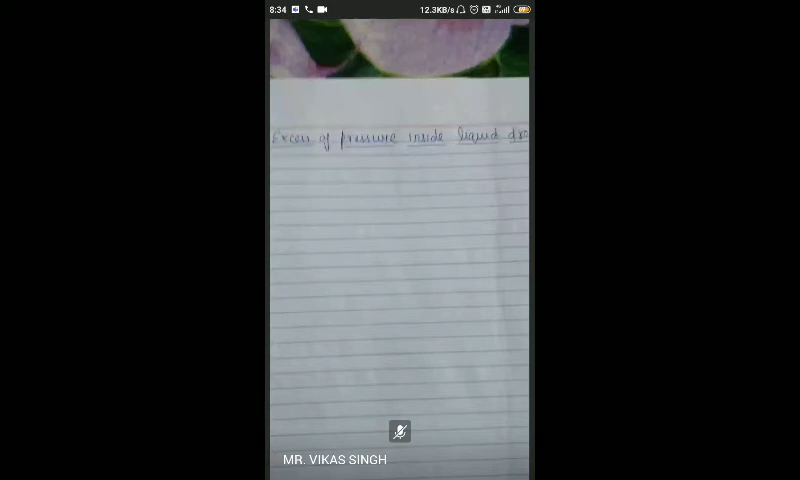 8:34 12.3KB/s
Excess of pressure inside liquid dro
MR. VIKAS SINGH